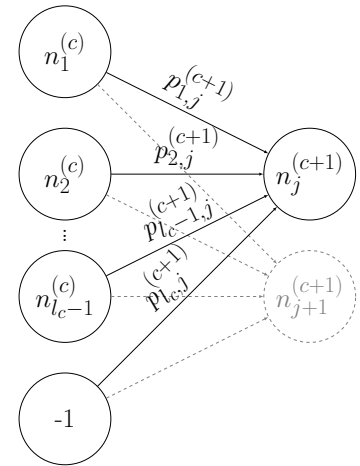 n_1^{(c)}
p_{1,j}^{(c+1)}
n_2^{(c)}
p_{2,j}^{(c+1)}
n_j^{(c+1)}
⋮
p_{l_c-1,j}^{(c+1)}
n_{l_c-1}^{(c)}
p_{l_c,j}^{(c+1)}
n_{j+1}^{(c+1)}
-1